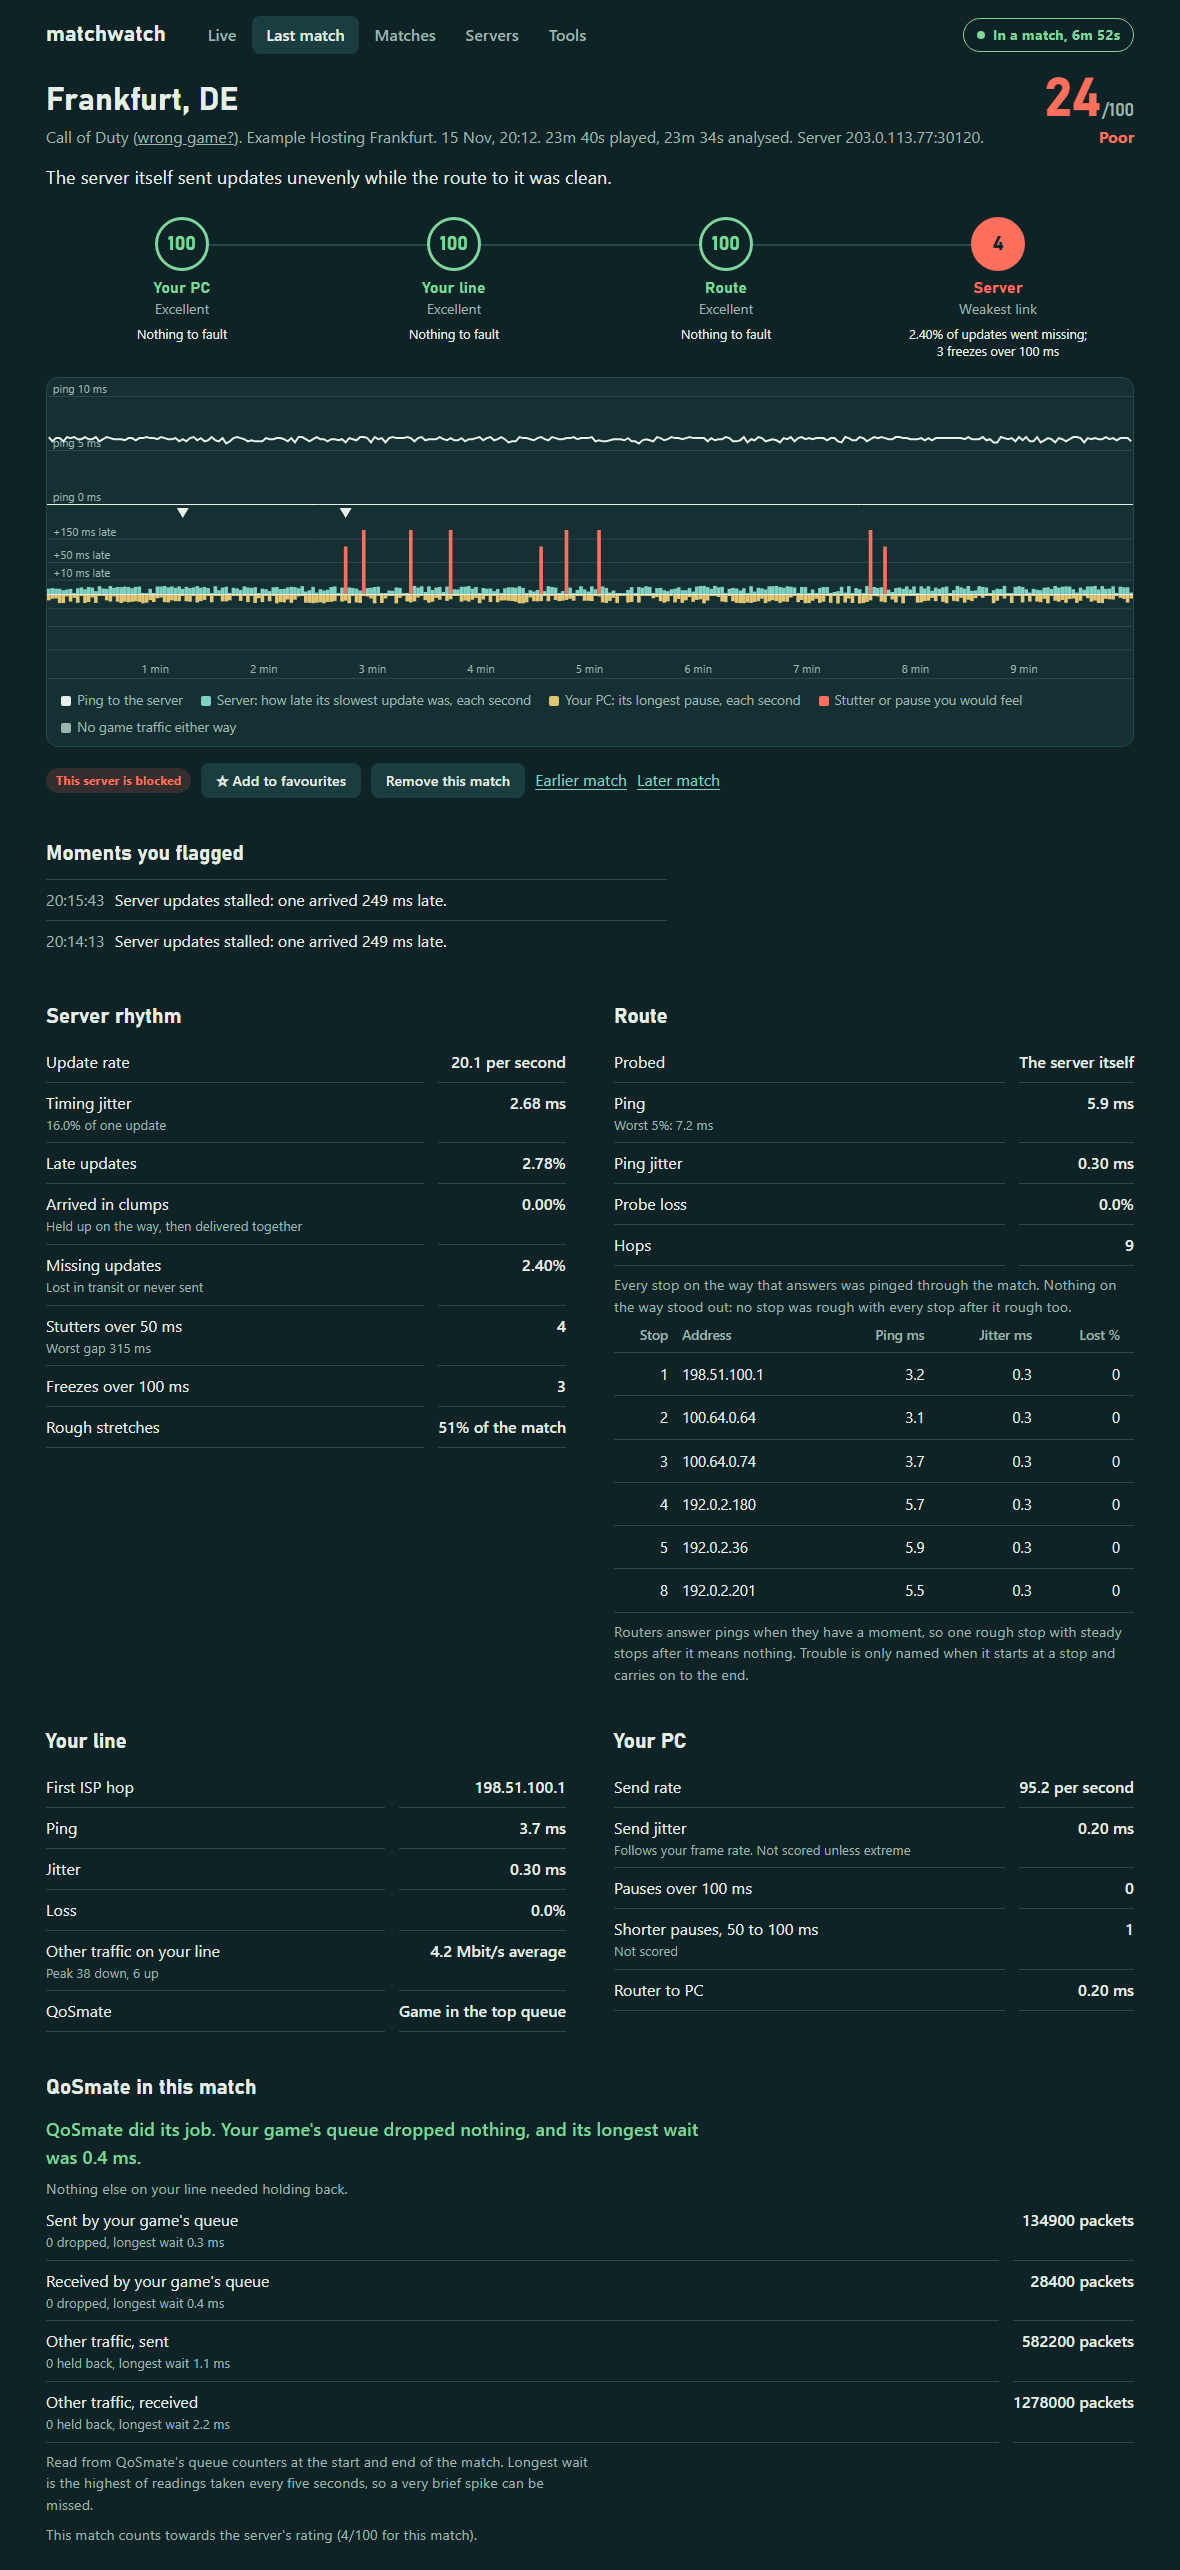 matchwatch
Live
Last match
Matches
Servers
Tools
In a match, 6m 52s
Frankfurt, DE
24/100
Call of Duty (wrong game?). Example Hosting Frankfurt. 15 Nov, 20:12. 23m 40s played, 23m 34s analysed. Server 203.0.113.77:30120.
Poor
The server itself sent updates unevenly while the route to it was clean.
100
100
100
4
Your PC
Your line
Route
Server
Excellent
Excellent
Excellent
Weakest link
Nothing to fault
Nothing to fault
Nothing to fault
2.40% of updates went missing;
3 freezes over 100 ms
ping 10 ms
ping 5 ms
ping 0 ms
+150 ms late
+50 ms late
+10 ms late
1 min
2 min
3 min
4 min
5 min
6 min
7 min
8 min
9 min
Ping to the server
Server: how late its slowest update was, each second
Your PC: its longest pause, each second
Stutter or pause you would feel
No game traffic either way
This server is blocked
☆ Add to favourites
Remove this match
Earlier match
Later match
Moments you flagged
20:15:43 Server updates stalled: one arrived 249 ms late.
20:14:13 Server updates stalled: one arrived 249 ms late.
Server rhythm
Update rate 20.1 per second
Timing jitter 2.68 ms
16.0% of one update
Late updates 2.78%
Arrived in clumps 0.00%
Held up on the way, then delivered together
Missing updates 2.40%
Lost in transit or never sent
Stutters over 50 ms 4
Worst gap 315 ms
Freezes over 100 ms 3
Rough stretches 51% of the match
Route
Probed The server itself
Ping 5.9 ms
Worst 5%: 7.2 ms
Ping jitter 0.30 ms
Probe loss 0.0%
Hops 9
Every stop on the way that answers was pinged through the match. Nothing on
the way stood out: no stop was rough with every stop after it rough too.
Stop Address Ping ms Jitter ms Lost %
1 198.51.100.1 3.2 0.3 0
2 100.64.0.64 3.1 0.3 0
3 100.64.0.74 3.7 0.3 0
4 192.0.2.180 5.7 0.3 0
5 192.0.2.36 5.9 0.3 0
8 192.0.2.201 5.5 0.3 0
Routers answer pings when they have a moment, so one rough stop with steady
stops after it means nothing. Trouble is only named when it starts at a stop and
carries on to the end.
Your line
First ISP hop 198.51.100.1
Ping 3.7 ms
Jitter 0.30 ms
Loss 0.0%
Other traffic on your line 4.2 Mbit/s average
Peak 38 down, 6 up
QoSmate Game in the top queue
Your PC
Send rate 95.2 per second
Send jitter 0.20 ms
Follows your frame rate. Not scored unless extreme
Pauses over 100 ms 0
Shorter pauses, 50 to 100 ms 1
Not scored
Router to PC 0.20 ms
QoSmate in this match
QoSmate did its job. Your game's queue dropped nothing, and its longest wait
was 0.4 ms.
Nothing else on your line needed holding back.
Sent by your game's queue 134900 packets
0 dropped, longest wait 0.3 ms
Received by your game's queue 28400 packets
0 dropped, longest wait 0.4 ms
Other traffic, sent 582200 packets
0 held back, longest wait 1.1 ms
Other traffic, received 1278000 packets
0 held back, longest wait 2.2 ms
Read from QoSmate's queue counters at the start and end of the match. Longest wait
is the highest of readings taken every five seconds, so a very brief spike can be
missed.
This match counts towards the server's rating (4/100 for this match).